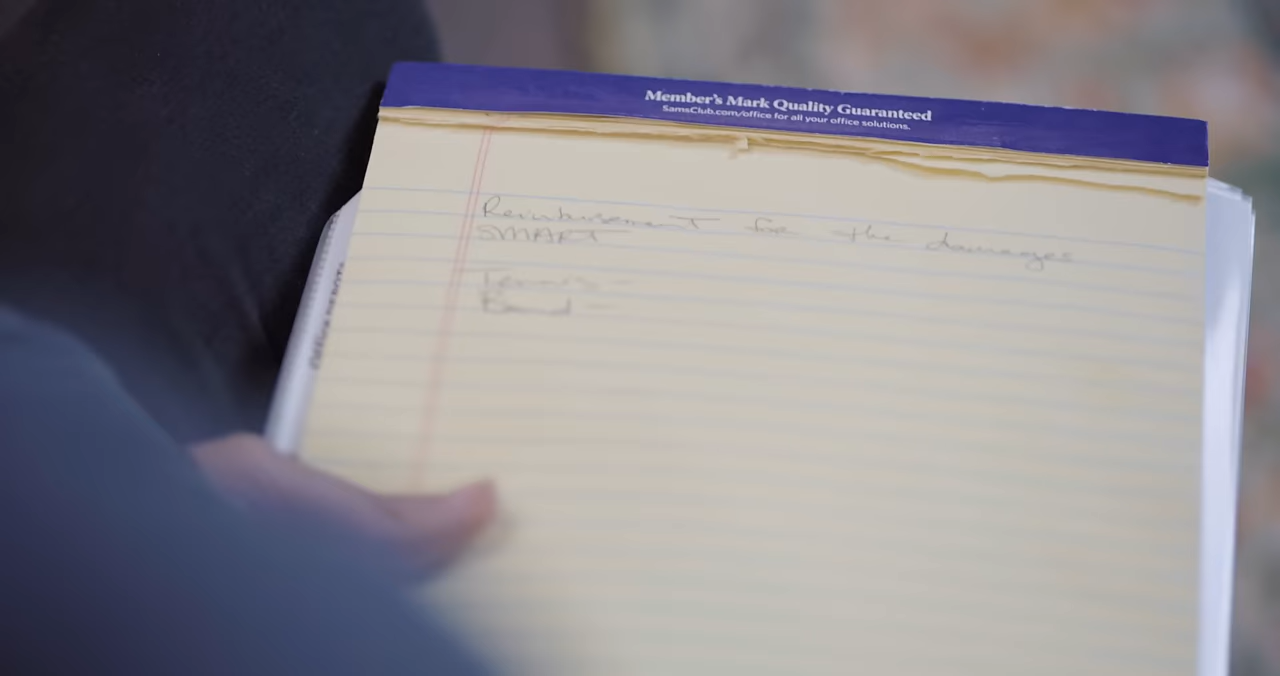 Member's Mark Quality Guaranteed
SamsClub.com/office for all your office solutions.
Reimbursement for the damages
SMART